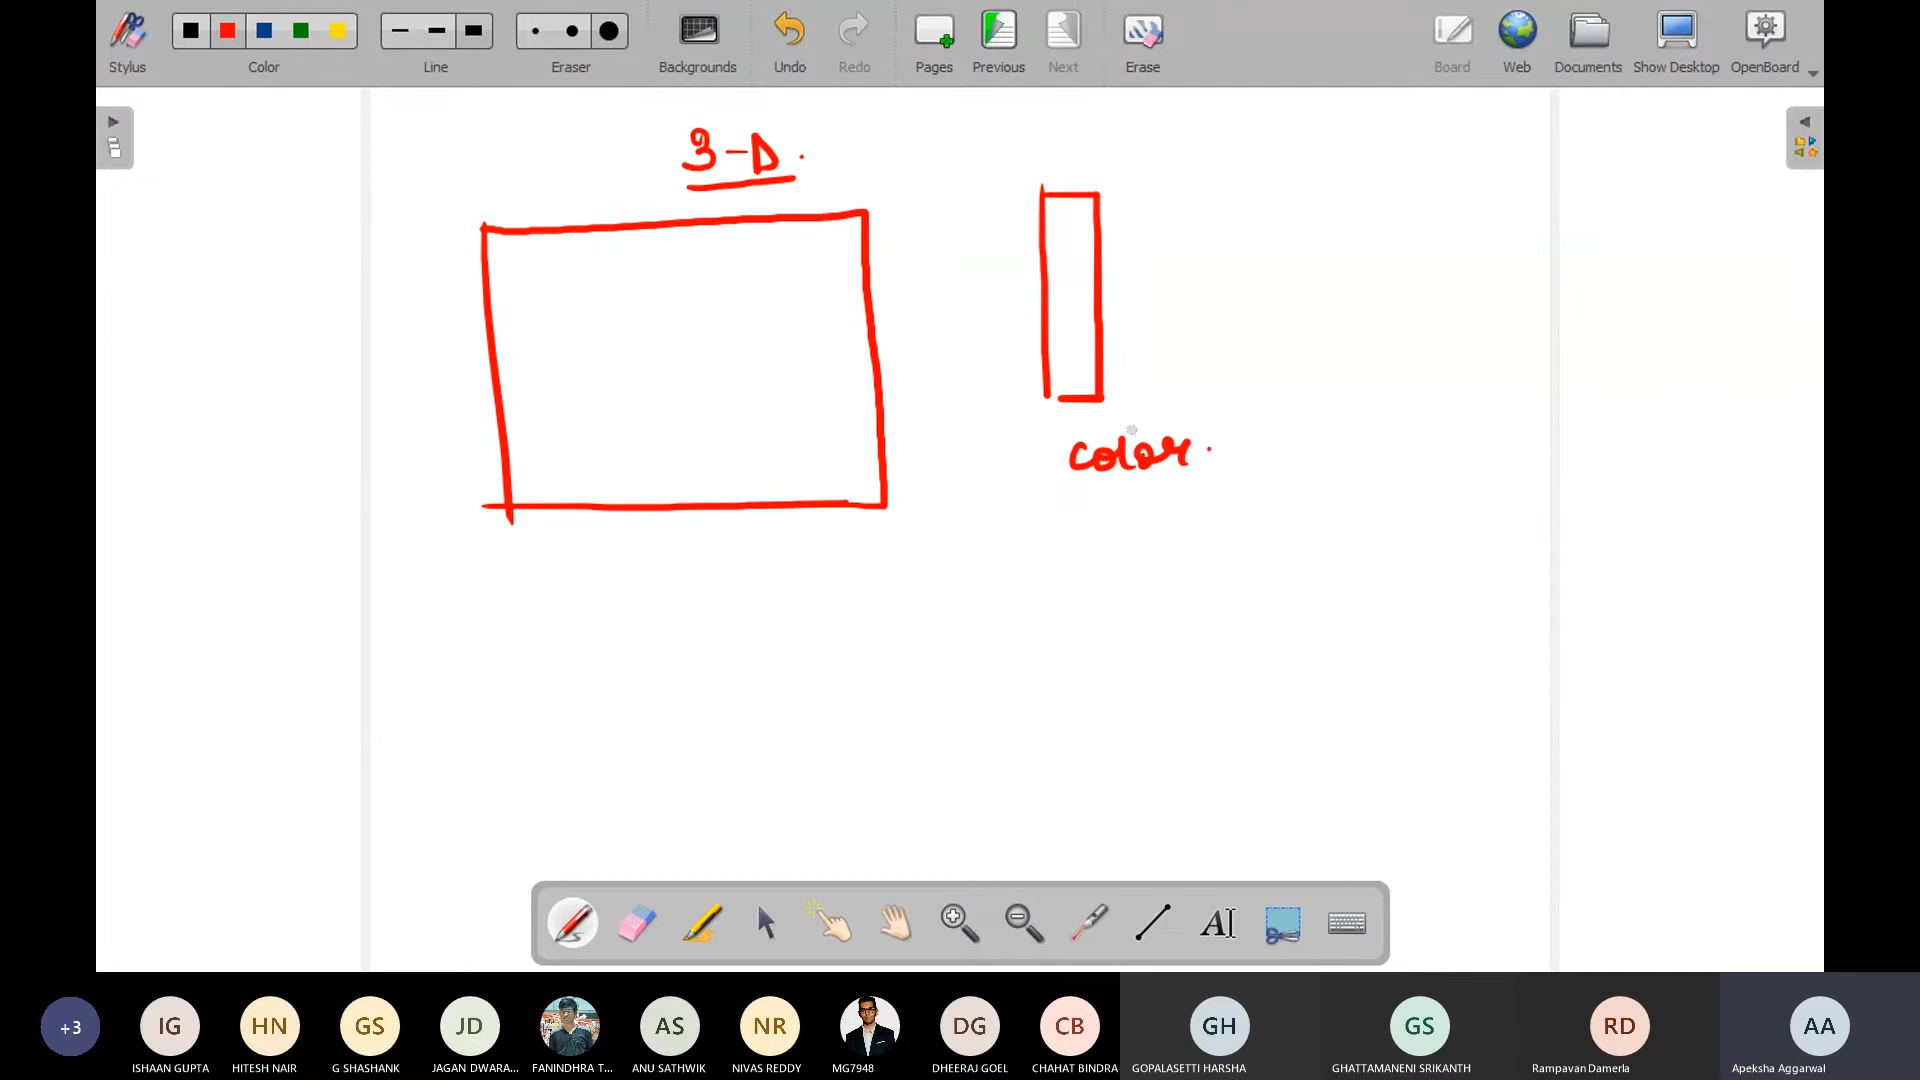 Stylus
Color
Line
Eraser
Backgrounds
Undo
Redo
Pages
Previous
Next
Erase
Board
Web
Documents
Show Desktop
OpenBoard
3-D.
color.
+3
IG
HN
GS
JD
AS
NR
DG
CB
GH
GS
RD
AA
ISHAAN GUPTA
HITESH NAIR
G SHASHANK
JAGAN DWARA...
FANINDHRA T...
ANU SATHWIK
NIVAS REDDY
MG7948
DHEERAJ GOEL
CHAHAT BINDRA
GOPALASETTI HARSHA
GHATTAMANENI SRIKANTH
Rampavan Damerla
Apeksha Aggarwal